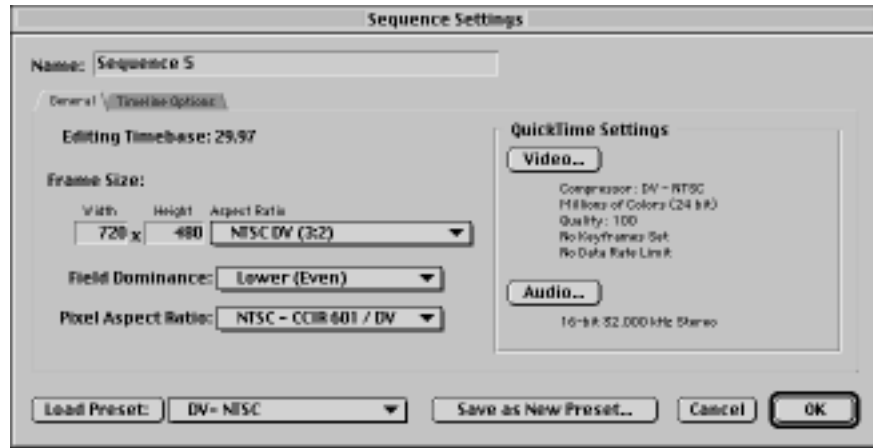 Sequence Settings
Name: Sequence 5
General Timeline Options
Editing Timebase: 29.97
Frame Size:
Width Height Aspect Ratio
720 x 480 NTSC DV (3:2)
Field Dominance: Lower (Even)
Pixel Aspect Ratio: NTSC - CCIR 601 / DV
QuickTime Settings
Video...
Compressor: DV - NTSC
Millions of Colors (24 bit)
Quality: 100
No Keyframes Set
No Data Rate Limit
Audio...
16-bit 32.000 kHz Stereo
Load Preset: DV- NTSC Save as New Preset... Cancel OK